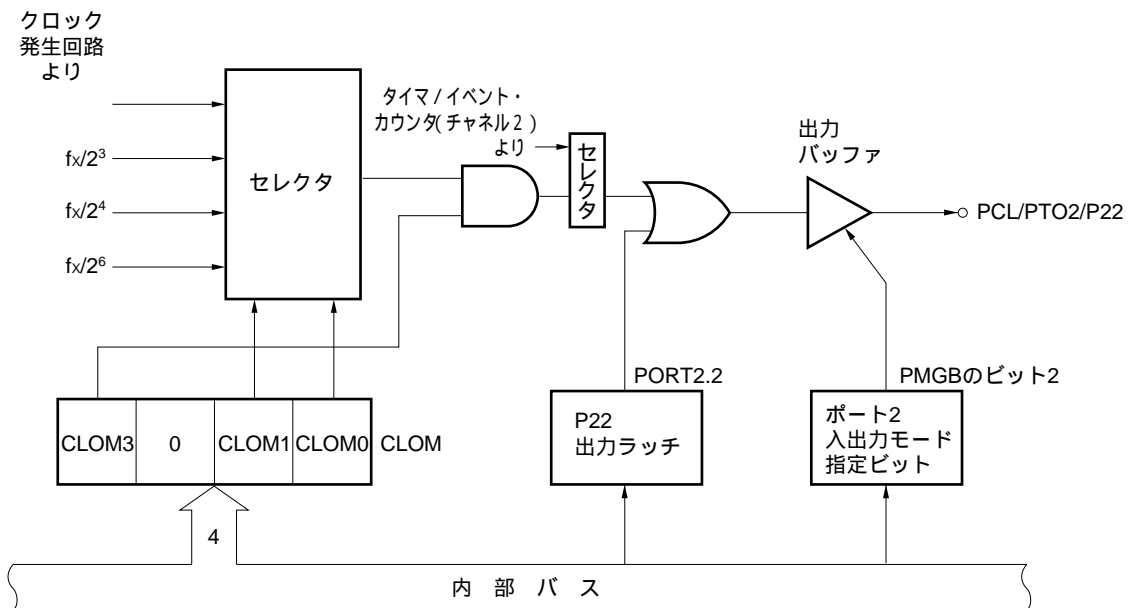 クロック
発生回路
より
fX/2³
fX/2⁴
fX/2⁶
セレクタ
タイマ / イベント・
カウンタ(チャネル2)
より
セレクタ
出力
バッファ
PCL/PTO2/P22
PORT2.2
PMGBのビット2
CLOM3 0 CLOM1 CLOM0 CLOM
P22
出力ラッチ
ポート2
入出力モード
指定ビット
4
内 部 バ ス